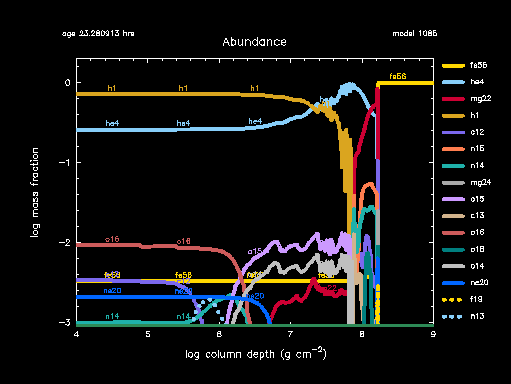 age 23.280913 hrs
model 1085
Abundance
log mass fraction
0
−1
−2
−3
4
5
6
7
8
9
log column depth (g cm−2)
h1 h1 h1
he4 he4 he4
fe56
o16 o16
o15
fe56 fe56
ne20 ne20 ne20
n14 n14
fe56
he4
mg22
h1
c12
n15
n14
mg24
o15
c13
o16
o18
o14
ne20
f19
n13